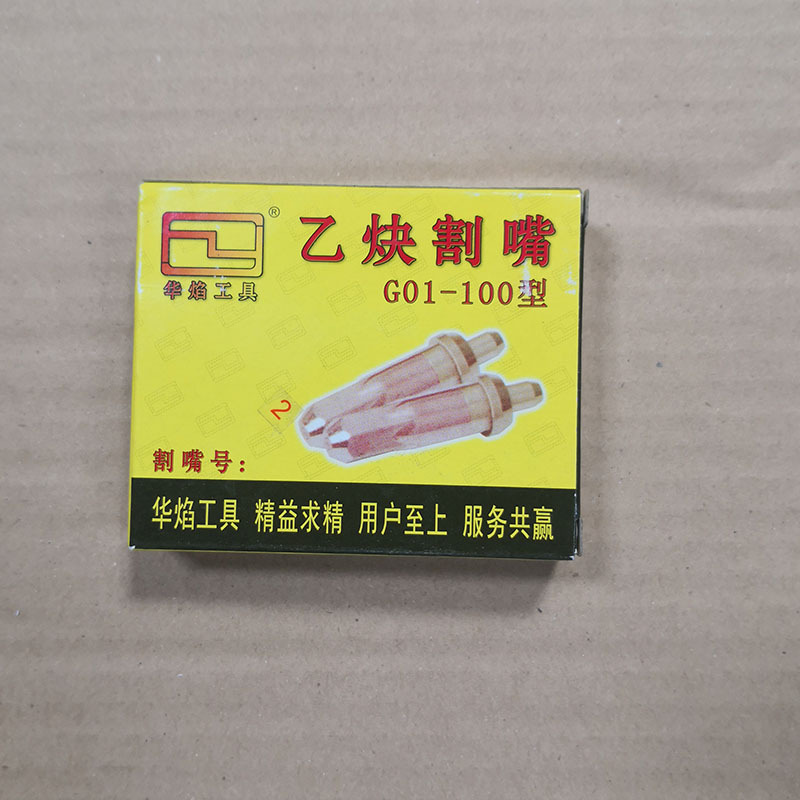 ®
华焰工具
乙炔割嘴
G01-100型
2
割嘴号：
华焰工具 精益求精 用户至上 服务共赢